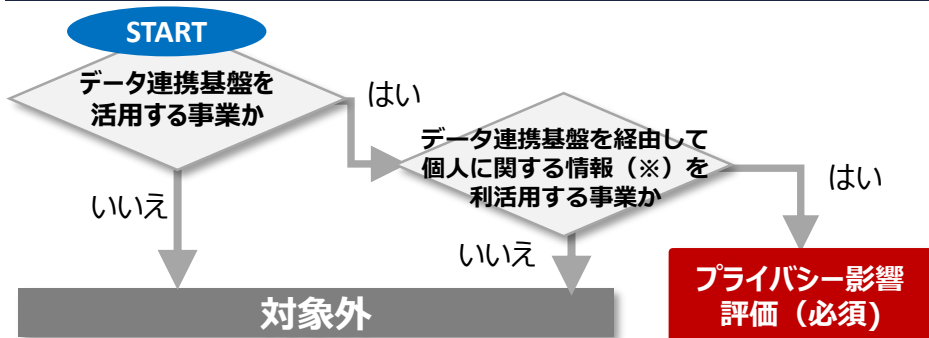 START
データ連携基盤を
活用する事業か
はい
データ連携基盤を経由して
個人に関する情報（※）を
利活用する事業か
はい
いいえ
いいえ
対象外
プライバシー影響
評価（必須)